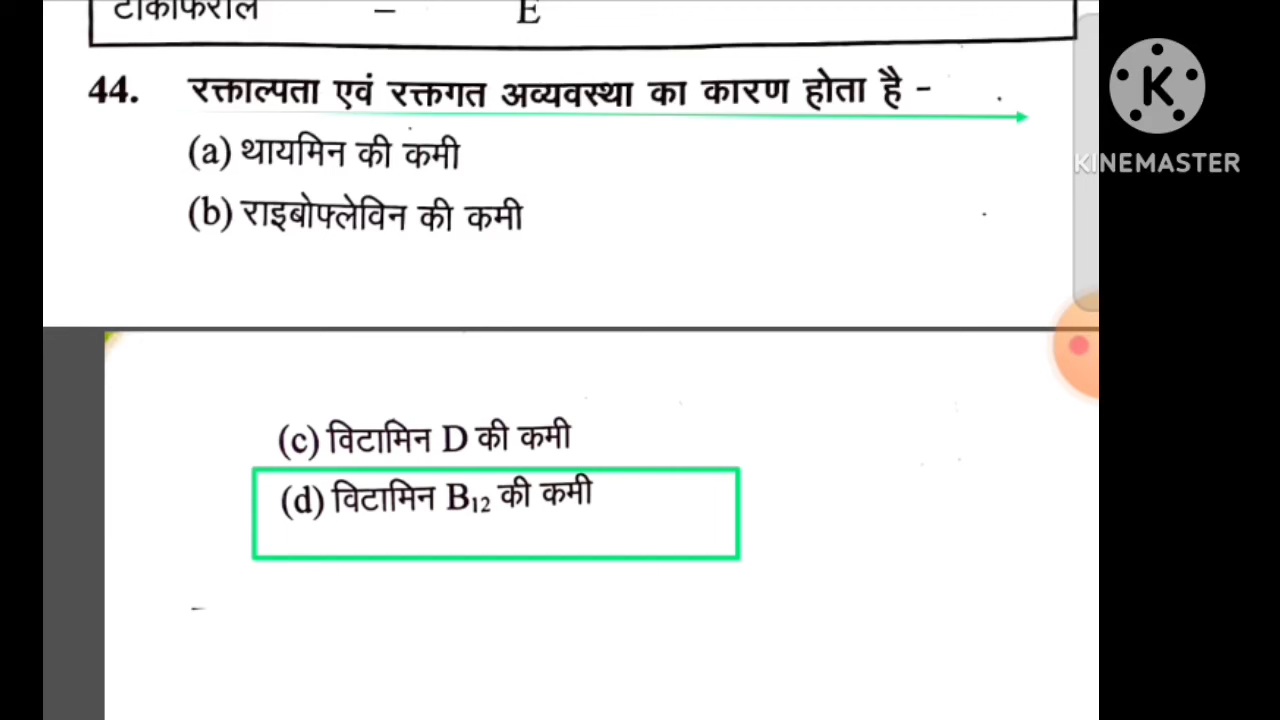 टोकोफेरॉल – E
44. रक्ताल्पता एवं रक्तगत अव्यवस्था का कारण होता है -
(a) थायमिन की कमी
(b) राइबोफ्लेविन की कमी
(c) विटामिन D की कमी
(d) विटामिन B₁₂ की कमी
K
KINEMASTER